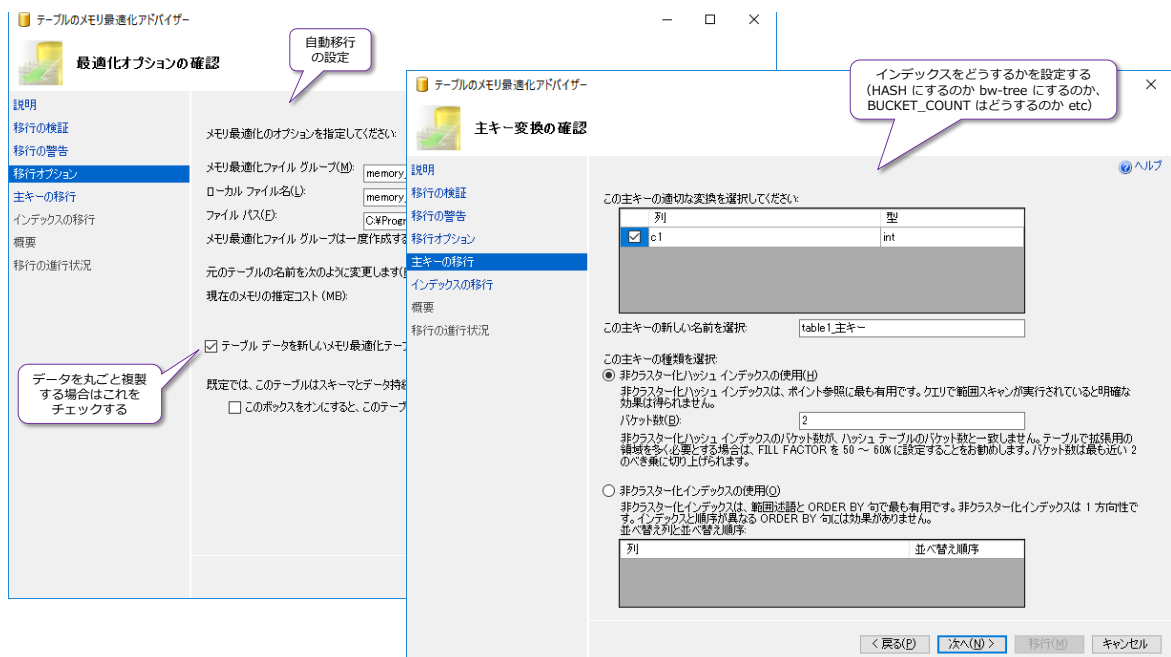 テーブルのメモリ最適化アドバイザー
最適化オプションの確認
自動移行
の設定
説明
移行の検証
移行の警告
移行オプション
主キーの移行
インデックスの移行
概要
移行の進行状況
メモリ最適化のオプションを指定してください:
メモリ最適化ファイル グループ(M):
memory_
ローカル ファイル名(L):
memory_
ファイル パス(F):
C:¥Progr
メモリ最適化ファイル グループは一度作成する
元のテーブルの名前を次のように変更します(
現在のメモリの推定コスト (MB):
テーブル データを新しいメモリ最適化テー
データを丸ごと複製
する場合はこれを
チェックする
既定では、このテーブルはスキーマとデータ持続
このボックスをオンにすると、このテーブ
テーブルのメモリ最適化アドバイザー
主キー変換の確認
インデックスをどうするかを設定する
(HASH にするのか bw-tree にするのか、
BUCKET_COUNT はどうするのか etc)
ヘルプ
説明
移行の検証
移行の警告
移行オプション
主キーの移行
インデックスの移行
概要
移行の進行状況
この主キーの適切な変換を選択してください:
列 型
c1 int
この主キーの新しい名前を選択: table1_主キー
この主キーの種類を選択:
非クラスター化ハッシュ インデックスの使用(H)
非クラスター化ハッシュ インデックスは、ポイント参照に最も有用です。クエリで範囲スキャンが実行されていると明確な
効果は得られません。
バケット数(B): 2
非クラスター化ハッシュ インデックスのバケット数が、ハッシュ テーブルのバケット数と一致しません。テーブルで拡張用の
領域を多く必要とする場合は、FILL FACTOR を 50 ～ 60% に設定することをお勧めします。バケット数は最も近い 2
のべき乗に切り上げられます。
非クラスター化インデックスの使用(O)
非クラスター化インデックスは、範囲述語と ORDER BY 句で最も有用です。非クラスター化インデックスは 1 方向性で
す。インデックスと順序が異なる ORDER BY 句には効果がありません。
並べ替え列と並べ替え順序:
列 並べ替え順序
< 戻る(P) 次へ(N) > 移行(M) キャンセル